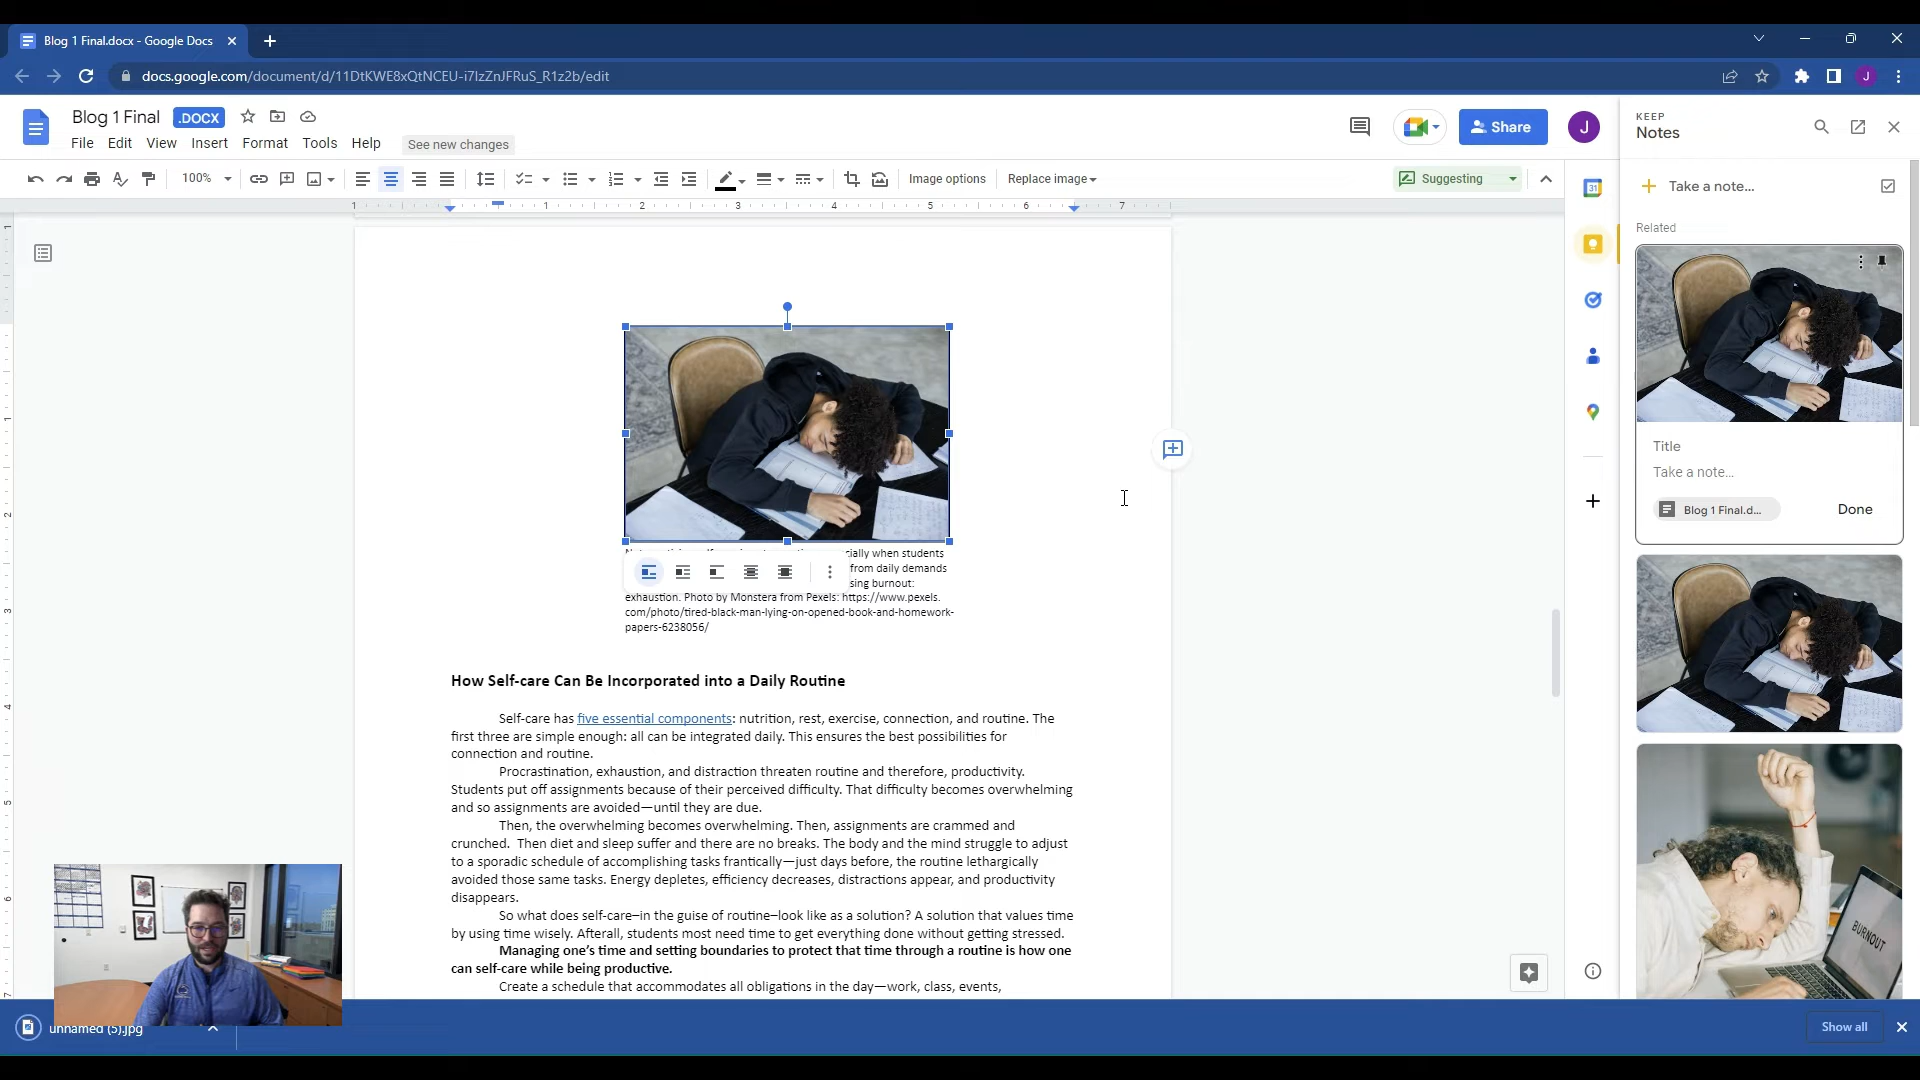 Blog 1 Final.docx - Google Docs
docs.google.com/document/d/11DtKWE8xQtNCEU-i7IzZnJFRuS_R1z2b/edit
J
Blog 1 Final .DOCX
File Edit View Insert Format Tools Help See new changes
Share
J
KEEP
Notes
100%
Image options
Replace image
Suggesting
Take a note...
1 1 2 3 4 5 6 7
31
Related
Title
Take a note...
Blog 1 Final.d...
Done
cially when students
from daily demands
sing burnout:
exhaustion. Photo by Monstera from Pexels: https://www.pexels.
com/photo/tired-black-man-lying-on-opened-book-and-homework-
papers-6238056/
How Self-care Can Be Incorporated into a Daily Routine
Self-care has five essential components: nutrition, rest, exercise, connection, and routine. The
first three are simple enough: all can be integrated daily. This ensures the best possibilities for
connection and routine.
Procrastination, exhaustion, and distraction threaten routine and therefore, productivity.
Students put off assignments because of their perceived difficulty. That difficulty becomes overwhelming
and so assignments are avoided—until they are due.
Then, the overwhelming becomes overwhelming. Then, assignments are crammed and
crunched.  Then diet and sleep suffer and there are no breaks. The body and the mind struggle to adjust
to a sporadic schedule of accomplishing tasks frantically—just days before, the routine lethargically
avoided those same tasks. Energy depletes, efficiency decreases, distractions appear, and productivity
disappears.
So what does self-care–in the guise of routine–look like as a solution? A solution that values time
by using time wisely. Afterall, students most need time to get everything done without getting stressed.
Managing one's time and setting boundaries to protect that time through a routine is how one
can self-care while being productive.
Create a schedule that accommodates all obligations in the day—work, class, events,
BURNOUT
unnamed (5).jpg
Show all